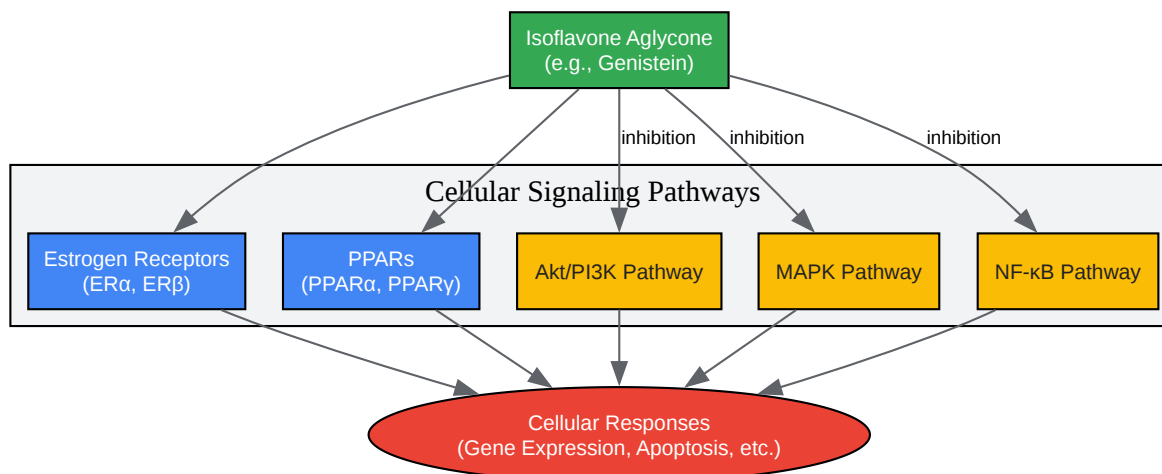 Isoflavone Aglycone
(e.g., Genistein)
inhibition
inhibition
inhibition
Cellular Signaling Pathways
Estrogen Receptors
(ERα, ERβ)
PPARs
(PPARα, PPARγ)
Akt/PI3K Pathway
MAPK Pathway
NF-κB Pathway
Cellular Responses
(Gene Expression, Apoptosis, etc.)